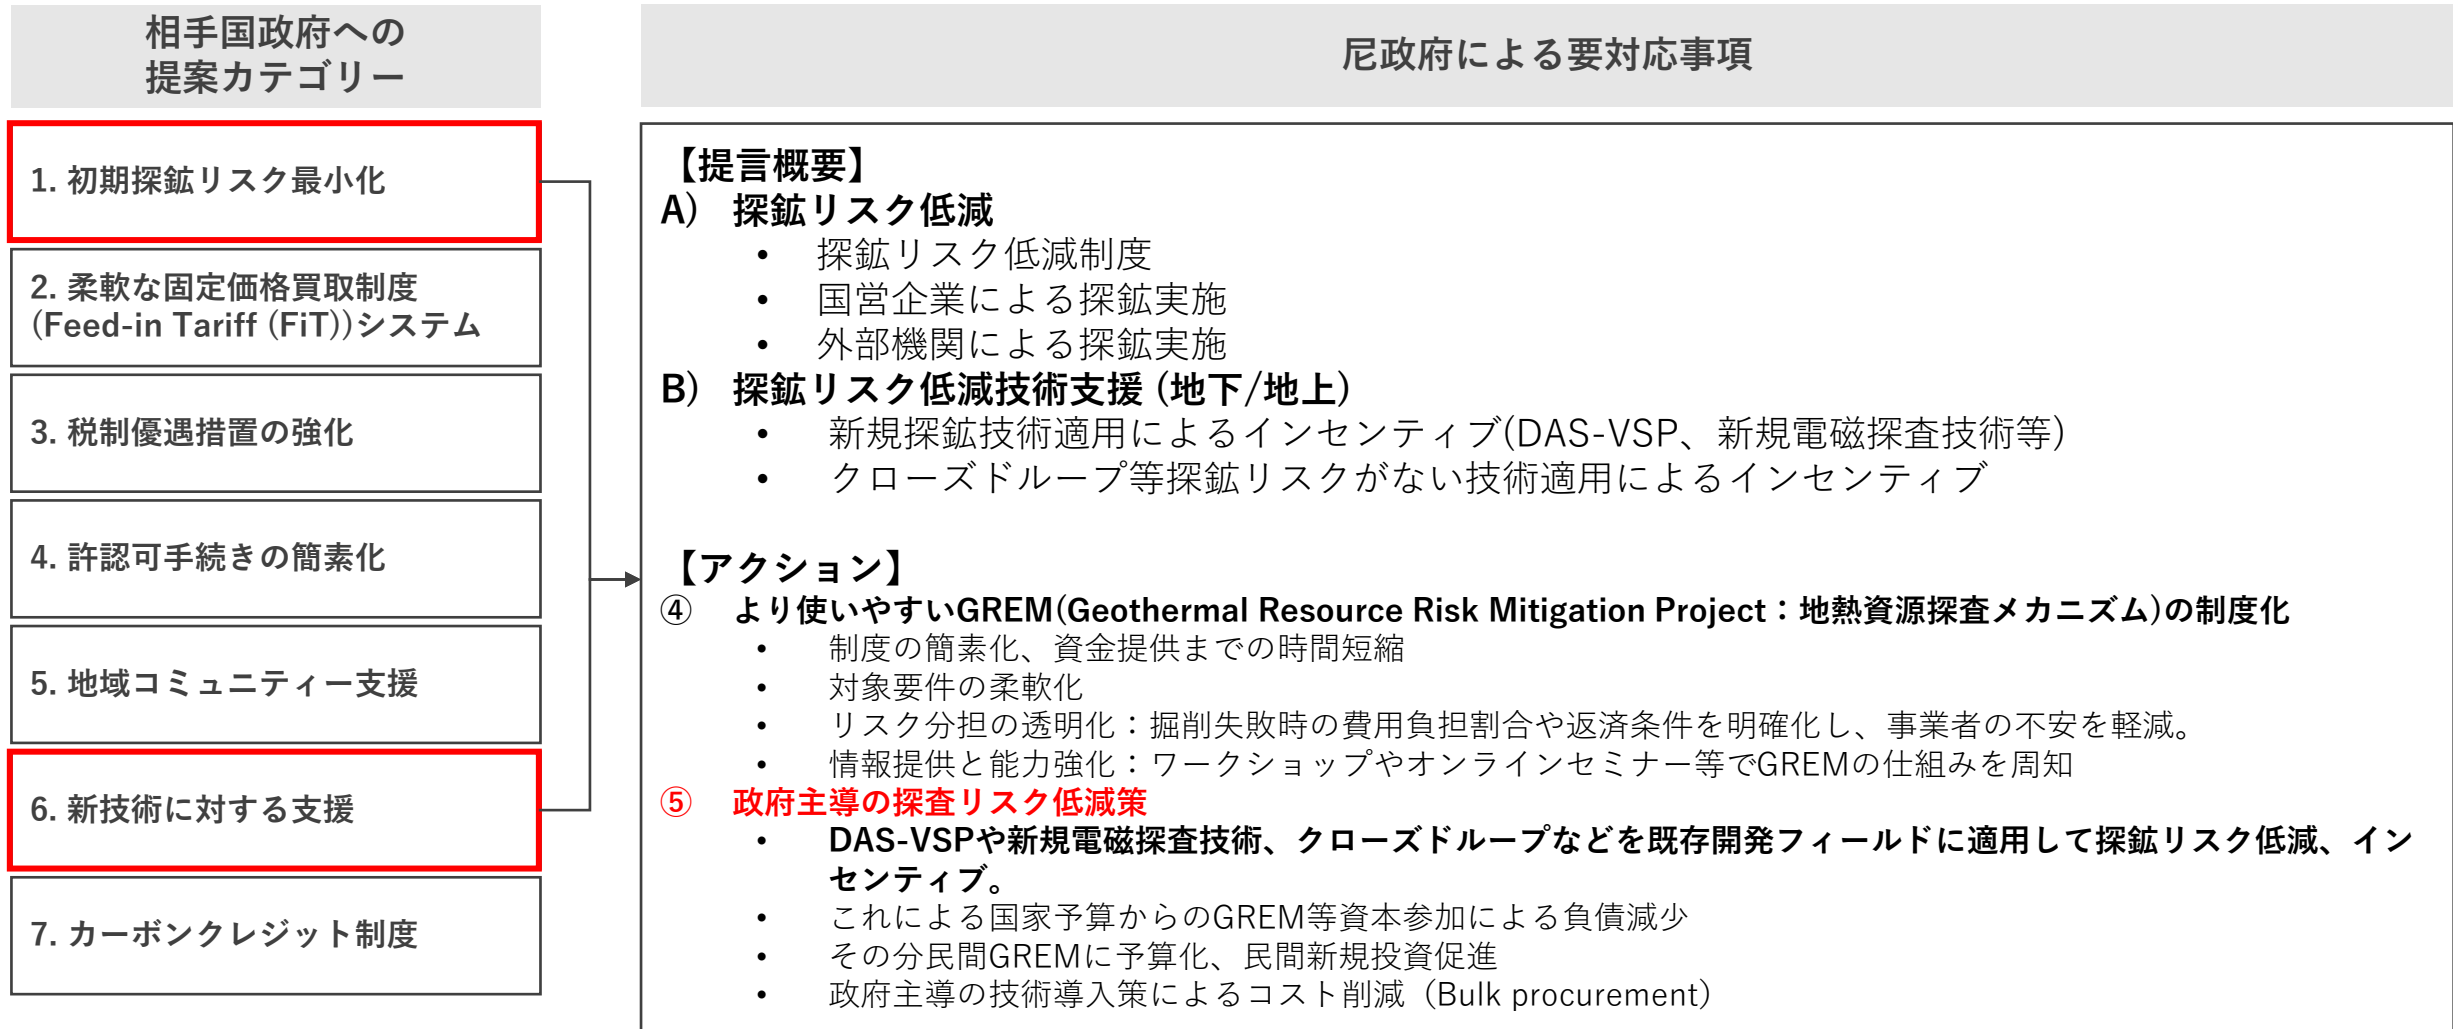 相手国政府への
提案カテゴリー
1. 初期探鉱リスク最小化
2. 柔軟な固定価格買取制度
(Feed-in Tariff (FiT))システム
3. 税制優遇措置の強化
4. 許認可手続きの簡素化
5. 地域コミュニティー支援
6. 新技術に対する支援
7. カーボンクレジット制度
尼政府による要対応事項
【提言概要】
A) 探鉱リスク低減
• 探鉱リスク低減制度
• 国営企業による探鉱実施
• 外部機関による探鉱実施
B) 探鉱リスク低減技術支援 (地下/地上)
• 新規探鉱技術適用によるインセンティブ(DAS-VSP、新規電磁探査技術等)
• クローズドループ等探鉱リスクがない技術適用によるインセンティブ
【アクション】
④ より使いやすいGREM(Geothermal Resource Risk Mitigation Project：地熱資源探査メカニズム)の制度化
• 制度の簡素化、資金提供までの時間短縮
• 対象要件の柔軟化
• リスク分担の透明化：掘削失敗時の費用負担割合や返済条件を明確化し、事業者の不安を軽減。
• 情報提供と能力強化：ワークショップやオンラインセミナー等でGREMの仕組みを周知
⑤ 政府主導の探査リスク低減策
• DAS-VSPや新規電磁探査技術、クローズドループなどを既存開発フィールドに適用して探鉱リスク低減、イン
センティブ。
• これによる国家予算からのGREM等資本参加による負債減少
• その分民間GREMに予算化、民間新規投資促進
• 政府主導の技術導入策によるコスト削減（Bulk procurement）